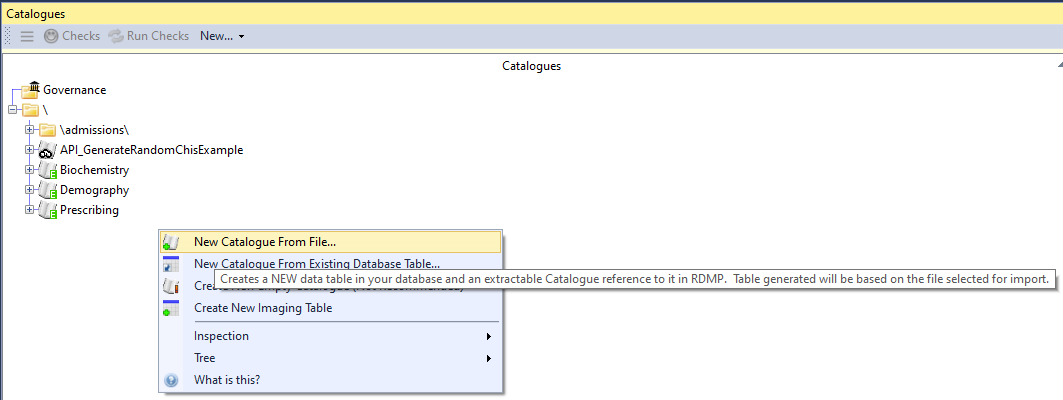 Catalogues
Checks Run Checks New...
Catalogues
Governance
\
\admissions\
API_GenerateRandomChisExample
Biochemistry
Demography
Prescribing
New Catalogue From File...
New Catalogue From Existing Database Table...
Creates a NEW data table in your database and an extractable Catalogue reference to it in RDMP. Table generated will be based on the file selected for import.
Create New Imaging Table
Inspection
Tree
What is this?